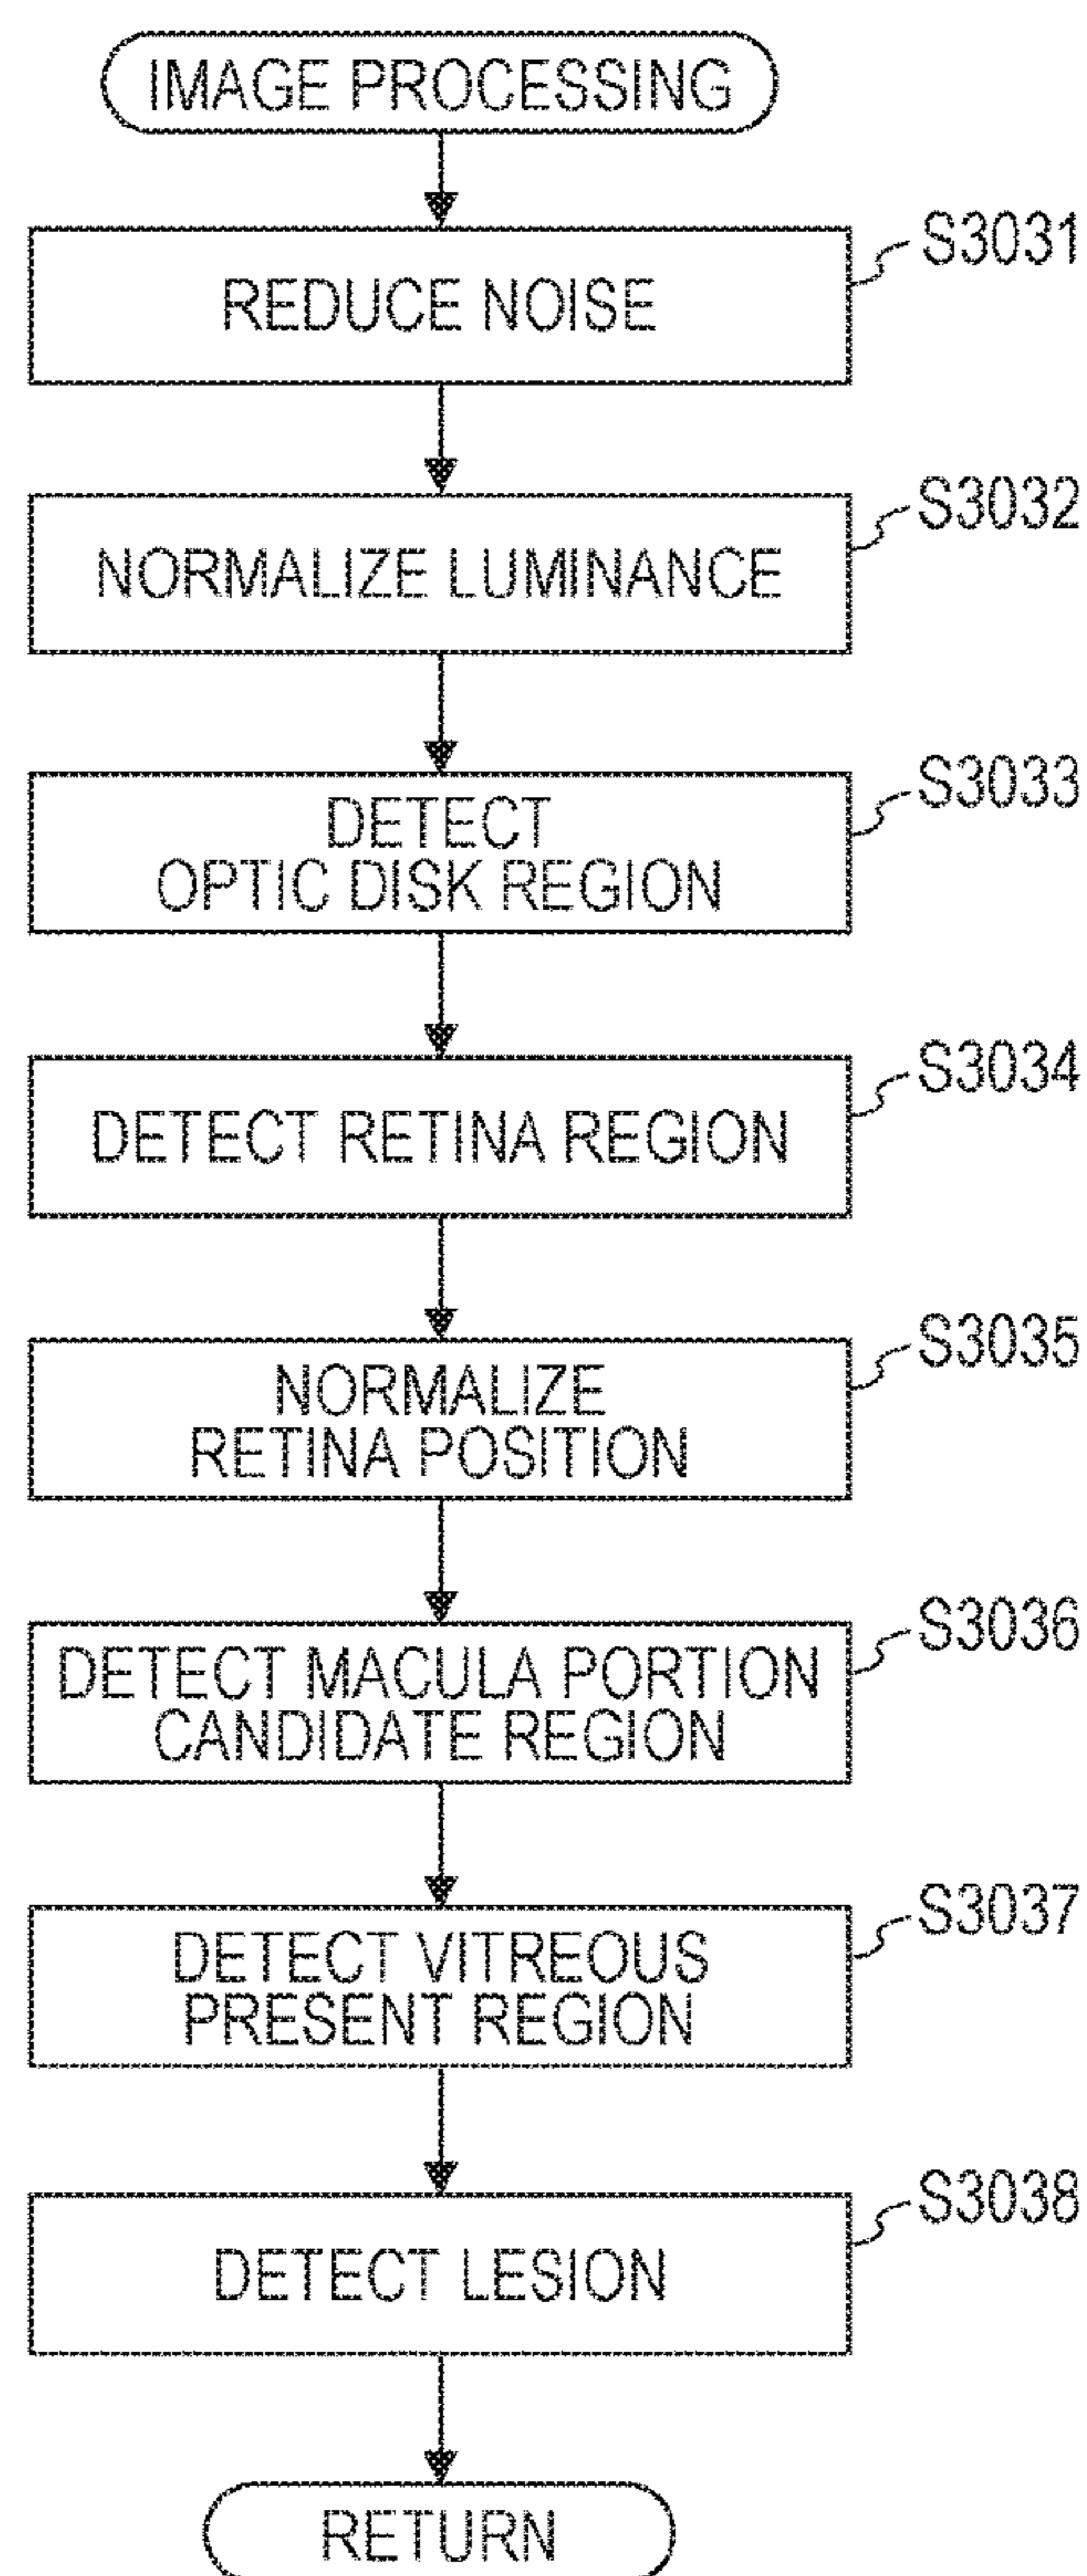 IMAGE PROCESSING
S3031
REDUCE NOISE
S3032
NORMALIZE LUMINANCE
S3033
DETECT
OPTIC DISK REGION
S3034
DETECT RETINA REGION
S3035
NORMALIZE
RETINA POSITION
S3036
DETECT MACULA PORTION
CANDIDATE REGION
S3037
DETECT VITREOUS
PRESENT REGION
S3038
DETECT LESION
RETURN